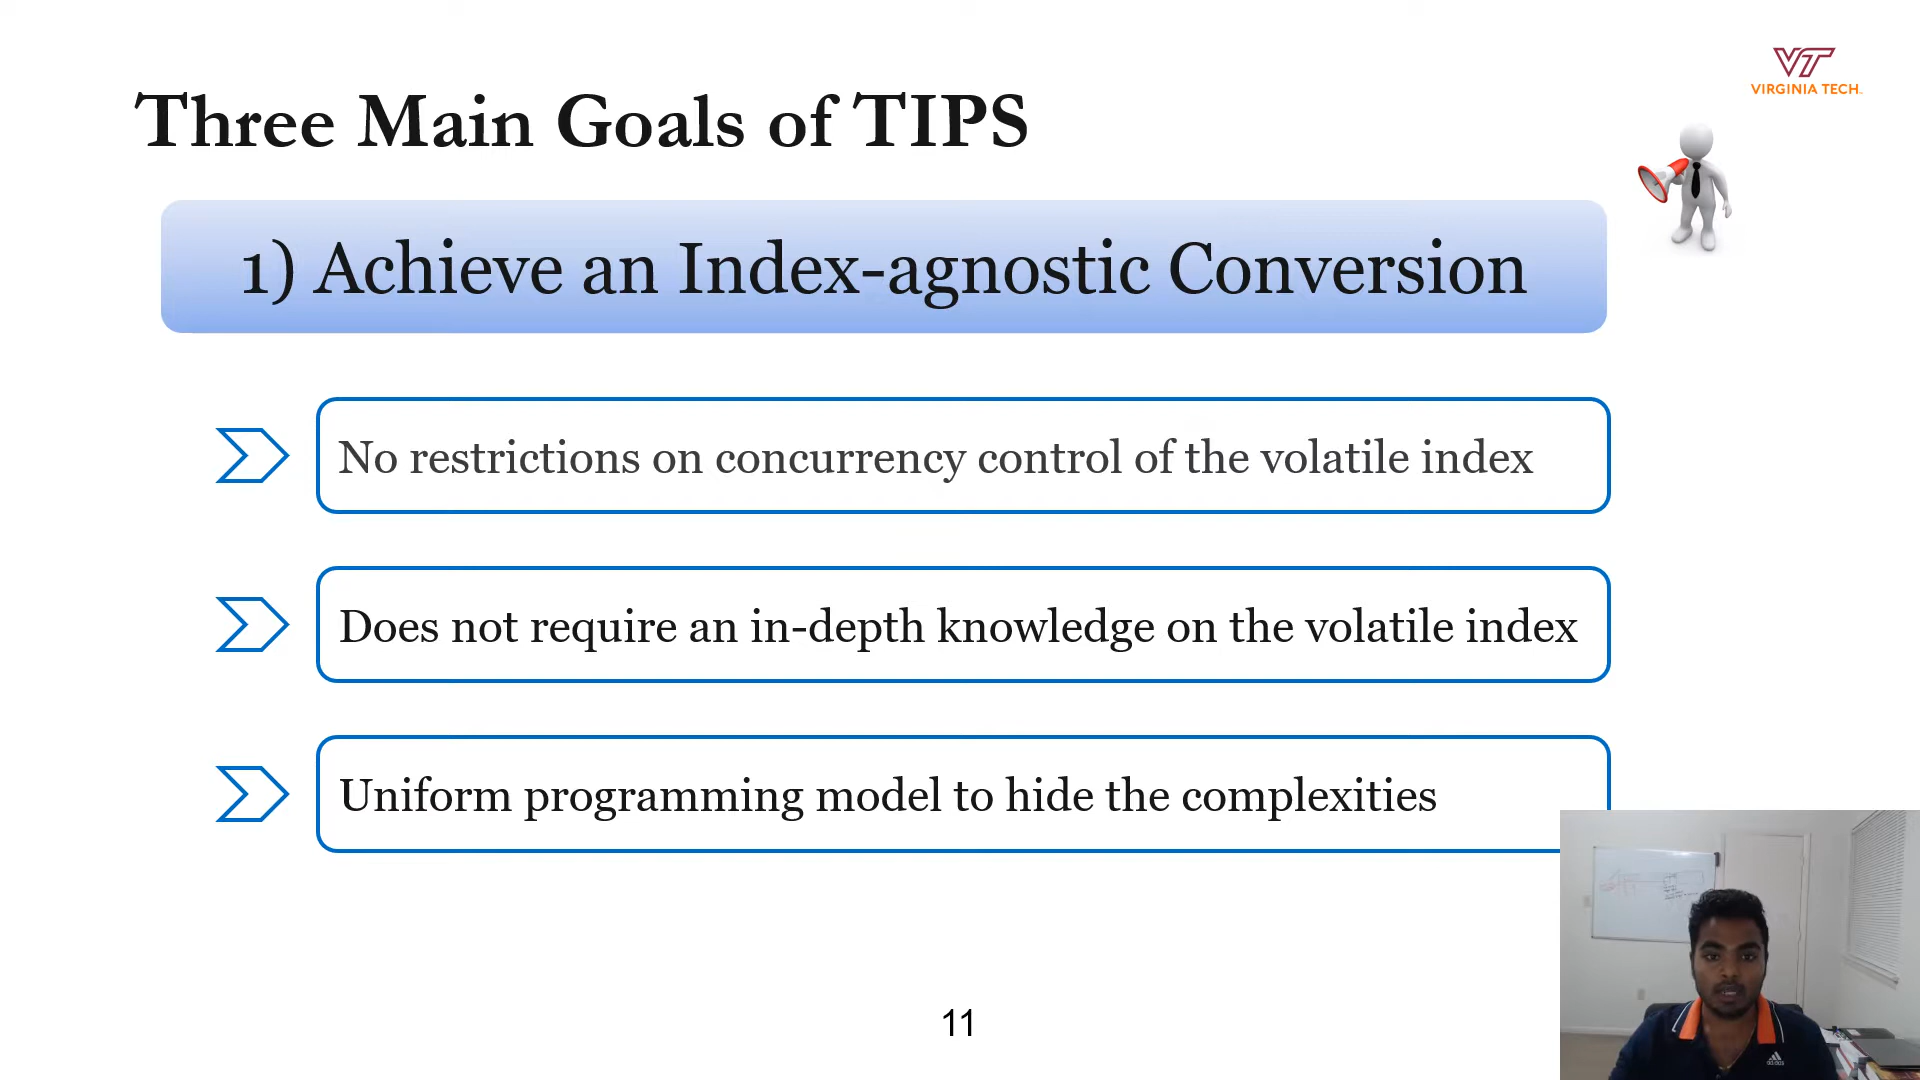 VT
VIRGINIA TECH
Three Main Goals of TIPS
1) Achieve an Index-agnostic Conversion
No restrictions on concurrency control of the volatile index
Does not require an in-depth knowledge on the volatile index
Uniform programming model to hide the complexities
11
adidas